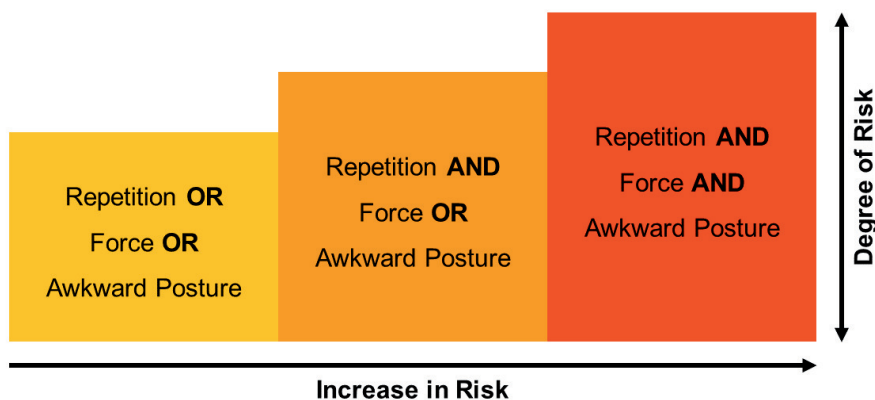 Repetition OR
Force OR
Awkward Posture
Repetition AND
Force OR
Awkward Posture
Repetition AND
Force AND
Awkward Posture
Degree of Risk
Increase in Risk